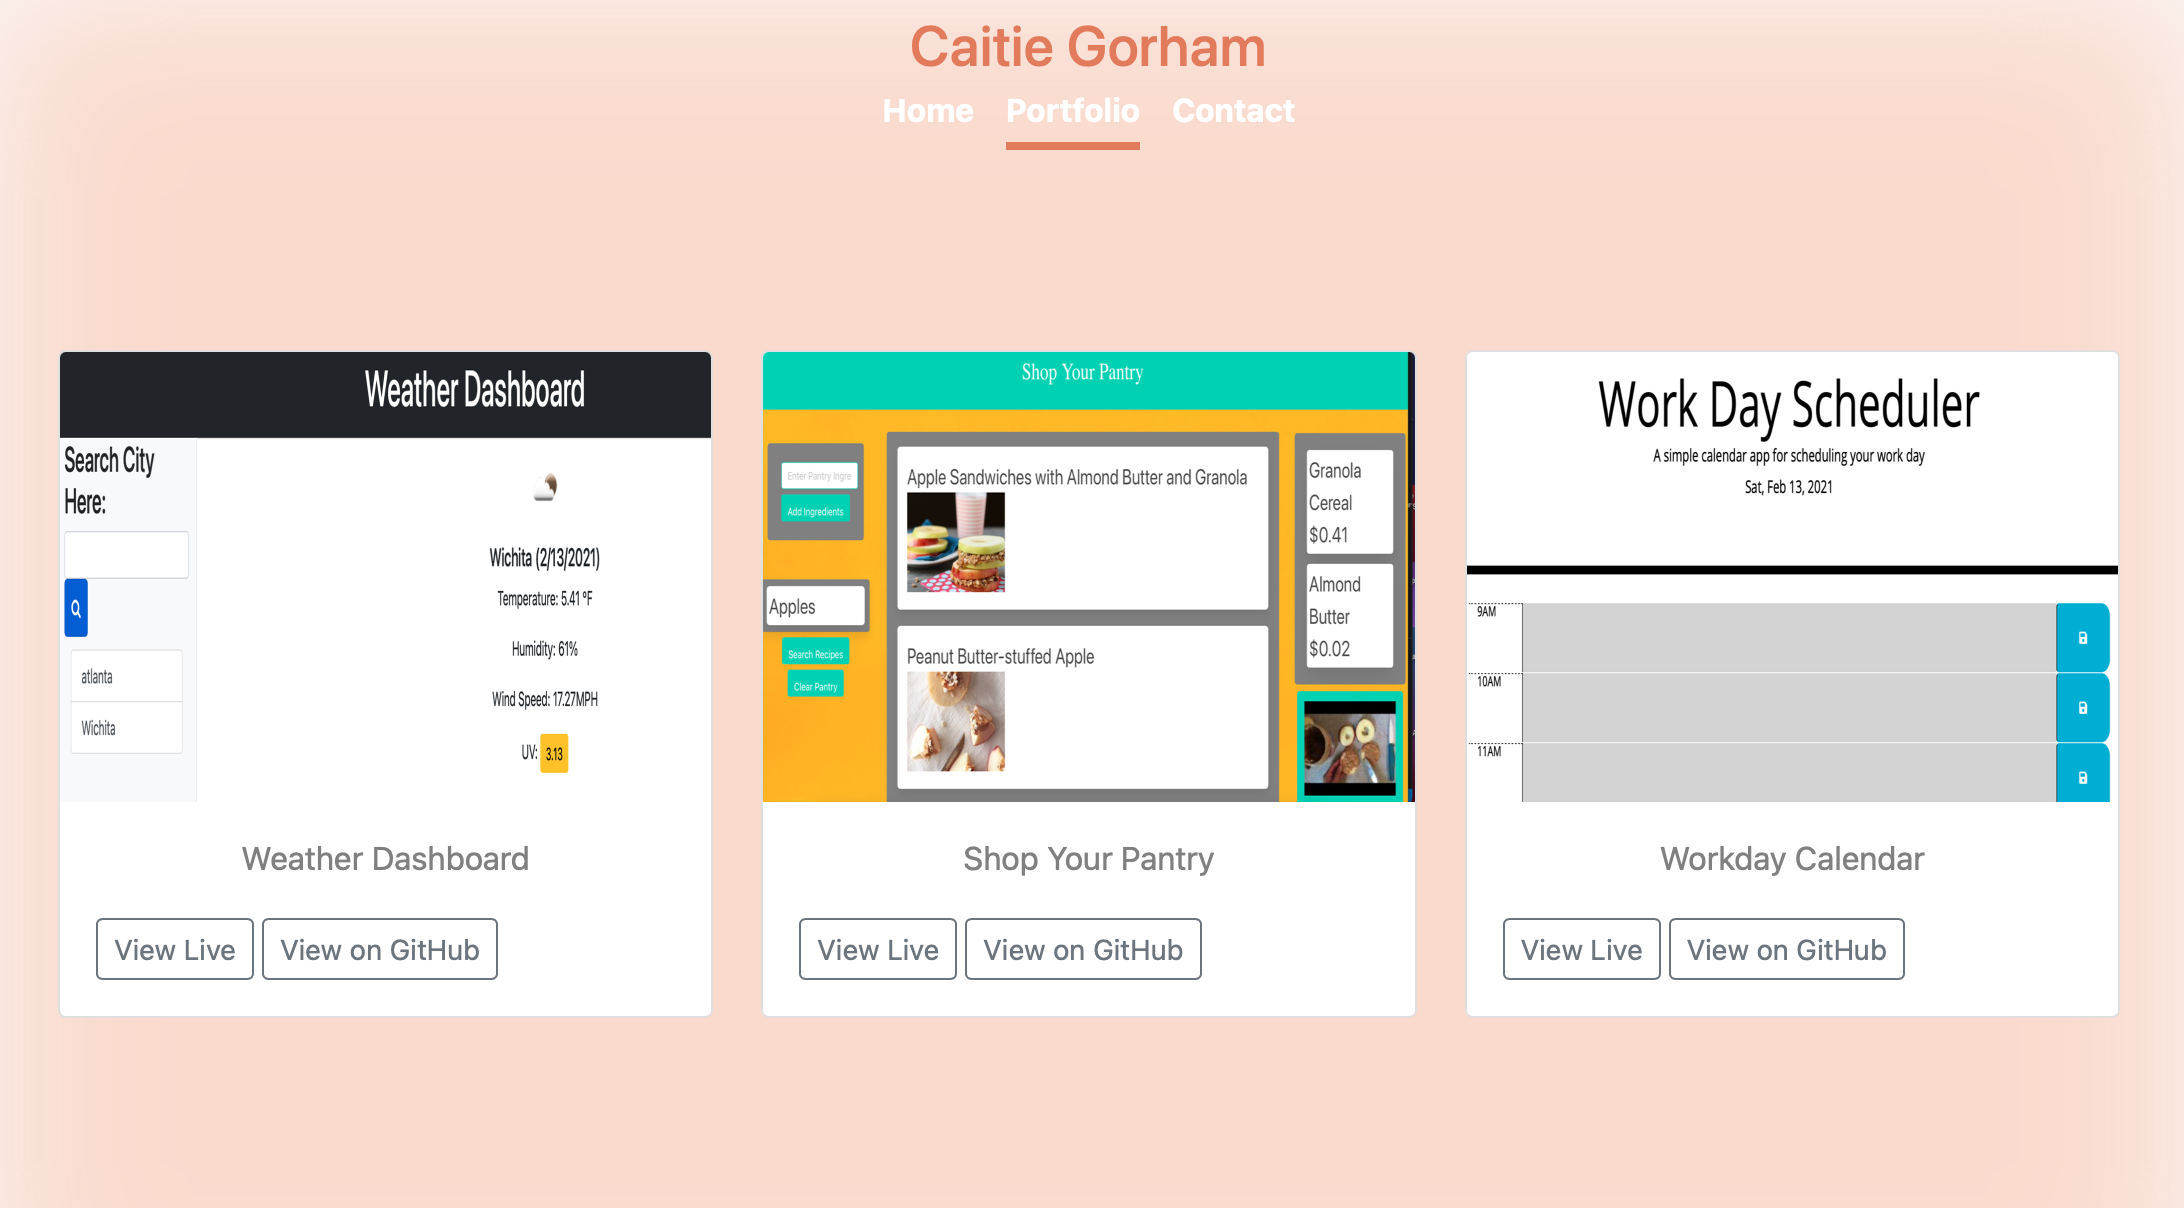 Caitie Gorham
Home Portfolio Contact
Weather Dashboard
Search City
Here:
atlanta
Wichita
Wichita (2/13/2021)
Temperature: 5.41 °F
Humidity: 61%
Wind Speed: 17.27MPH
UV: 3.13
Weather Dashboard
View Live View on GitHub
Shop Your Pantry
Enter Pantry Ingre
Add Ingredients
Apples
Search Recipes
Clear Pantry
Apple Sandwiches with Almond Butter and Granola
Peanut Butter-stuffed Apple
Granola
Cereal
$0.41
Almond
Butter
$0.02
Shop Your Pantry
View Live View on GitHub
Work Day Scheduler
A simple calendar app for scheduling your work day
Sat, Feb 13, 2021
9AM
10AM
11AM
Workday Calendar
View Live View on GitHub